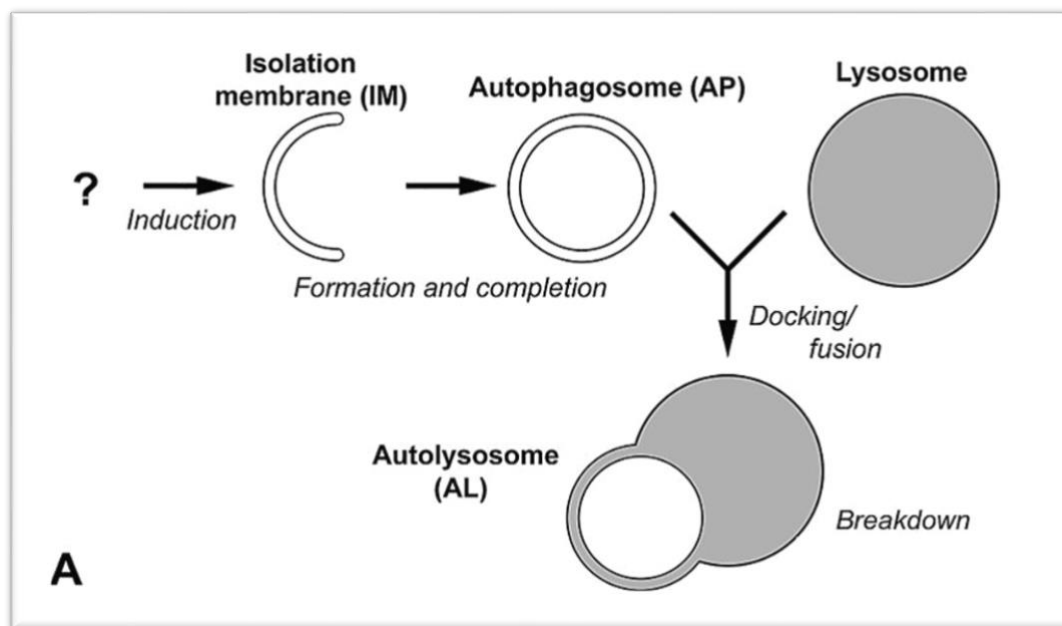 Isolation
membrane (IM)
Autophagosome (AP)
Lysosome
?
Induction
Formation and completion
Docking/
fusion
Autolysosome
(AL)
Breakdown
A